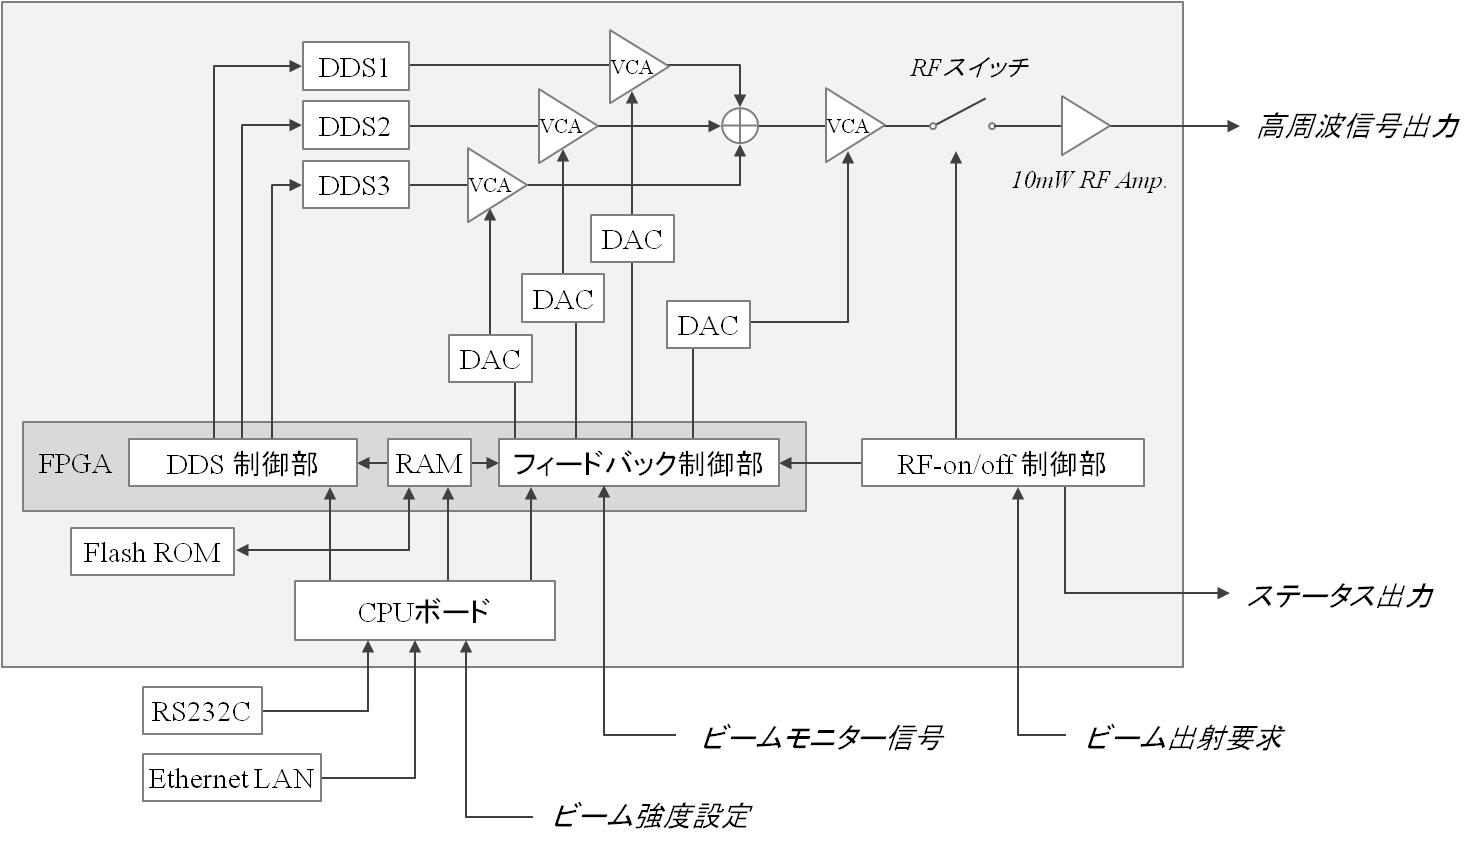 DDS1
VCA
RFスイッチ
DDS2
VCA
VCA
高周波信号出力
DDS3
VCA
10mW RF Amp.
DAC
DAC
DAC
DAC
FPGA
DDS 制御部
RAM
フィードバック制御部
RF-on/off 制御部
Flash ROM
CPUボード
ステータス出力
RS232C
ビームモニター信号
ビーム出射要求
Ethernet LAN
ビーム強度設定